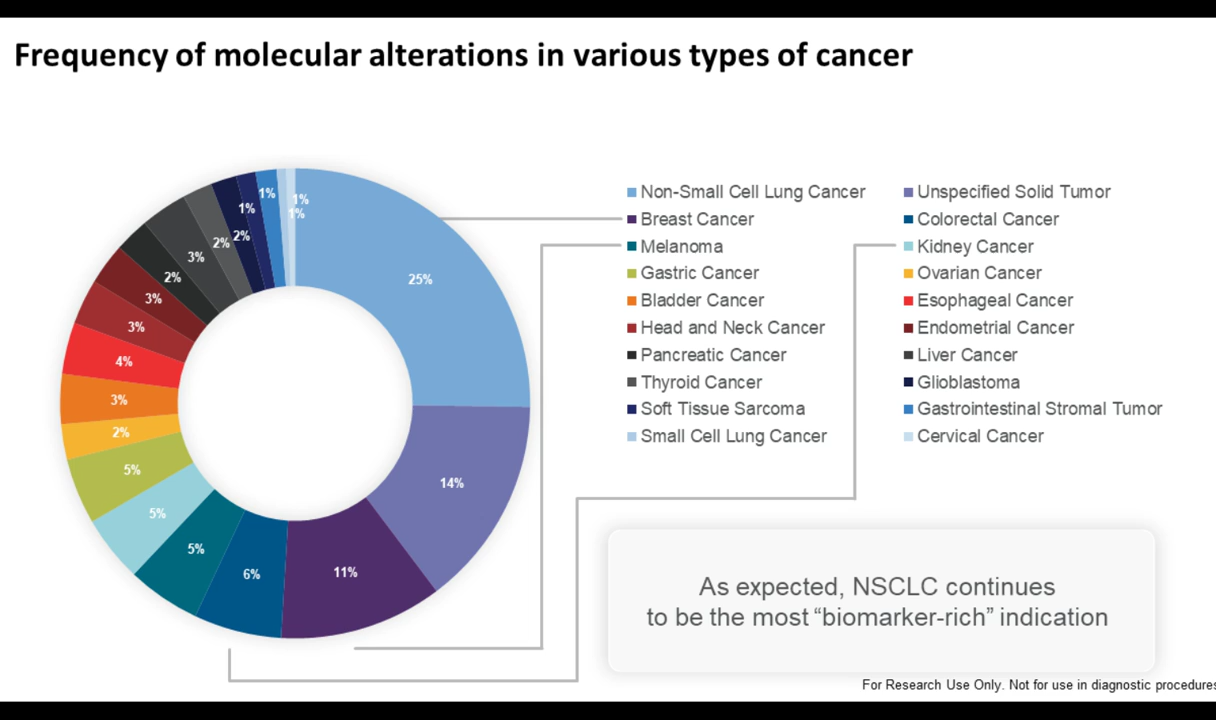 Frequency of molecular alterations in various types of cancer
1%
1%
1%
1%
2%
2%
3%
2%
3%
3%
4%
3%
2%
5%
5%
5%
6%
11%
14%
25%
Non-Small Cell Lung Cancer
Unspecified Solid Tumor
Breast Cancer
Colorectal Cancer
Melanoma
Kidney Cancer
Gastric Cancer
Ovarian Cancer
Bladder Cancer
Esophageal Cancer
Head and Neck Cancer
Endometrial Cancer
Pancreatic Cancer
Liver Cancer
Thyroid Cancer
Glioblastoma
Soft Tissue Sarcoma
Gastrointestinal Stromal Tumor
Small Cell Lung Cancer
Cervical Cancer
As expected, NSCLC continues
to be the most “biomarker-rich” indication
For Research Use Only. Not for use in diagnostic procedures